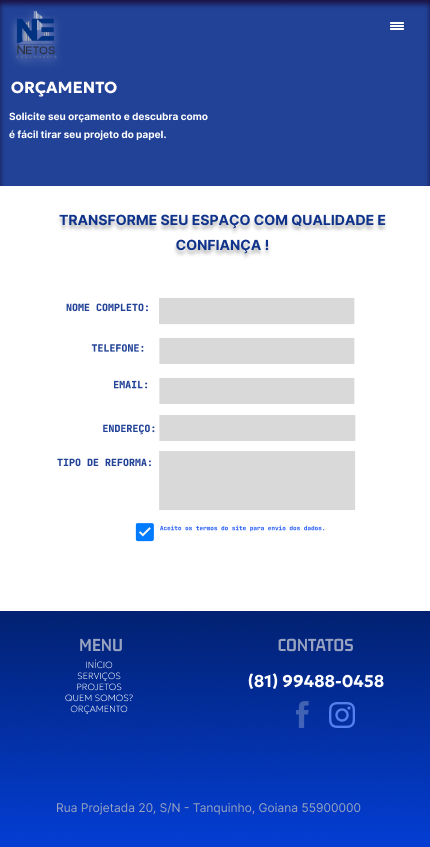 NE
NETOS
ORÇAMENTO
Solicite seu orçamento e descubra como
é fácil tirar seu projeto do papel.
TRANSFORME SEU ESPAÇO COM QUALIDADE E
CONFIANÇA !
NOME COMPLETO:
TELEFONE:
EMAIL:
ENDEREÇO:
TIPO DE REFORMA:
Aceito os termos do site para envio dos dados.
MENU
INÍCIO
SERVIÇOS
PROJETOS
QUEM SOMOS?
ORÇAMENTO
CONTATOS
(81) 99488-0458
Rua Projetada 20, S/N - Tanquinho, Goiana 55900000